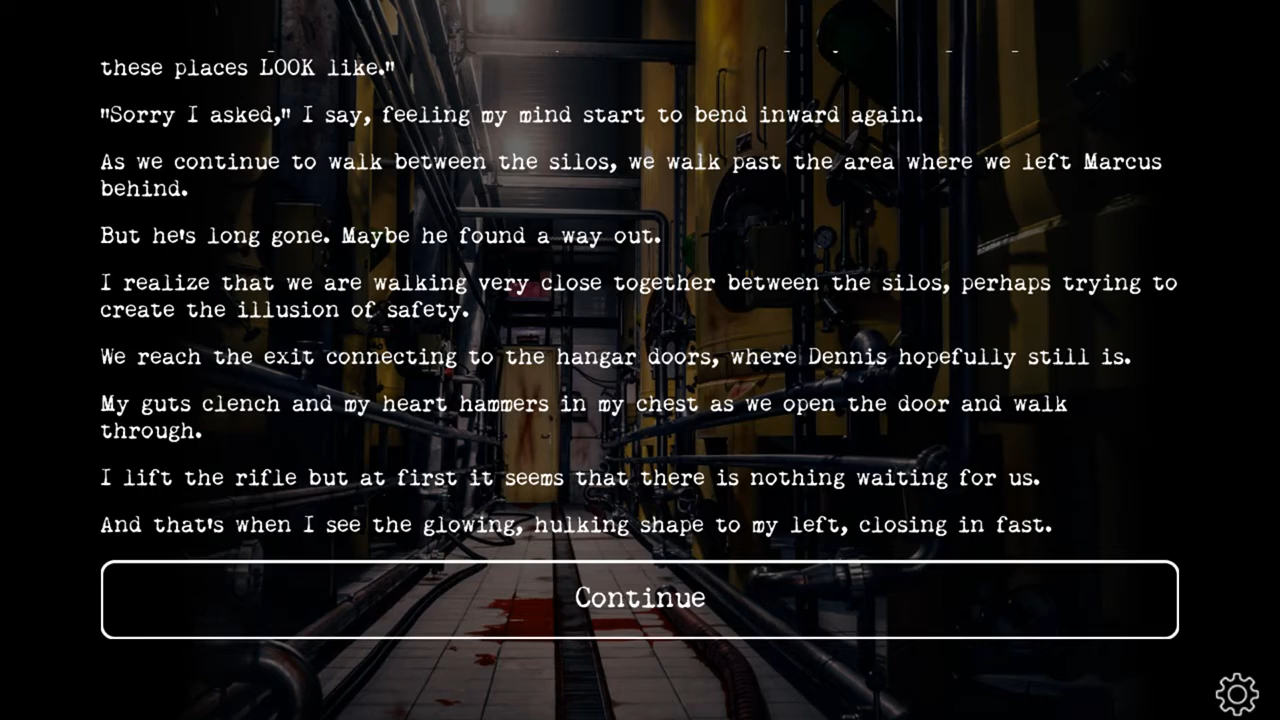 these places LOOK like."
"Sorry I asked," I say, feeling my mind start to bend inward again.
As we continue to walk between the silos, we walk past the area where we left Marcus
behind.
But he's long gone. Maybe he found a way out.
I realize that we are walking very close together between the silos, perhaps trying to
create the illusion of safety.
We reach the exit connecting to the hangar doors, where Dennis hopefully still is.
My guts clench and my heart hammers in my chest as we open the door and walk
through.
I lift the rifle but at first it seems that there is nothing waiting for us.
And that's when I see the glowing, hulking shape to my left, closing in fast.
Continue